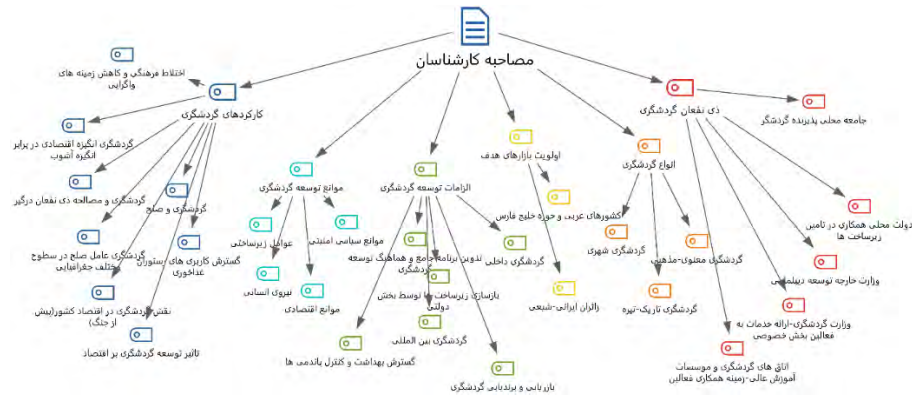 مصاحبه کارشناسان
اختلاط فرهنگی و کاهش زمینه های
واگرایی
کارکردهای گردشگری
گردشگری انگیزه اقتصادی در برابر
انگیزه آشوب
گردشگری و مصالحه ذی نفعان درگیر
گردشگری و صلح
گردشگری عامل صلح در سطوح
مختلف جغرافیایی
گسترش کاربری های رستوران
غذاخوری
نقش گردشگری در اقتصاد کشور(پیش
از جنگ)
تاثیر توسعه گردشگری بر اقتصاد
موانع توسعه گردشگری
عوامل زیرساختی
موانع سیاسی امنیتی
نیروی انسانی
موانع اقتصادی
الزامات توسعه گردشگری
تدوین برنامه جامع و هماهنگ توسعه
گردشگری
گردشگری داخلی
بازسازی زیرساخت ها توسط بخش
دولتی
گردشگری بین المللی
گسترش بهداشت و کنترل پاندمی ها
بازاریابی و برندیابی گردشگری
اولویت بازارهای هدف
کشورهای عربی و حوزه خلیج فارس
زائران ایرانی-شیعی
انواع گردشگری
گردشگری شهری
گردشگری معنوی-مذهبی
گردشگری تاریک-تیره
ذی نفعان گردشگری
جامعه محلی پذیرنده گردشگر
دولت محلی همکاری در تامین
زیرساخت ها
وزارت خارجه توسعه دیپلماسی
وزارت گردشگری-ارائه خدمات به
فعالین بخش خصوصی
اتاق های گردشگری و موسسات
آموزش عالی-زمینه همکاری فعالین